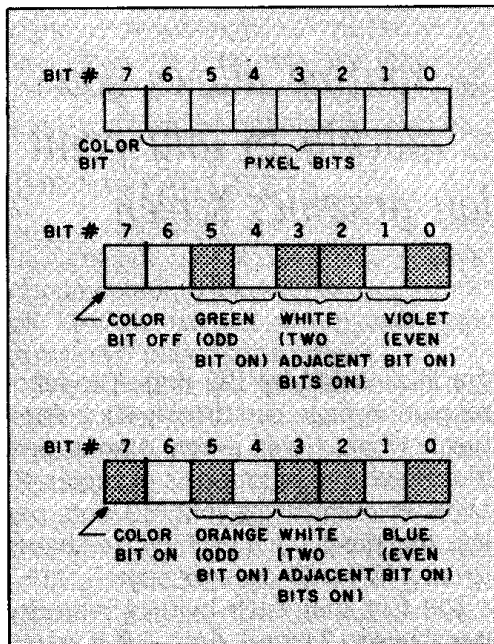 BIT # 7 6 5 4 3 2 1 0
COLOR BIT
PIXEL BITS
BIT # 7 6 5 4 3 2 1 0
COLOR BIT OFF
GREEN (ODD BIT ON)
WHITE (TWO ADJACENT BITS ON)
VIOLET (EVEN BIT ON)
BIT # 7 6 5 4 3 2 1 0
COLOR BIT ON
ORANGE (ODD BIT ON)
WHITE (TWO ADJACENT BITS ON)
BLUE (EVEN BIT ON)